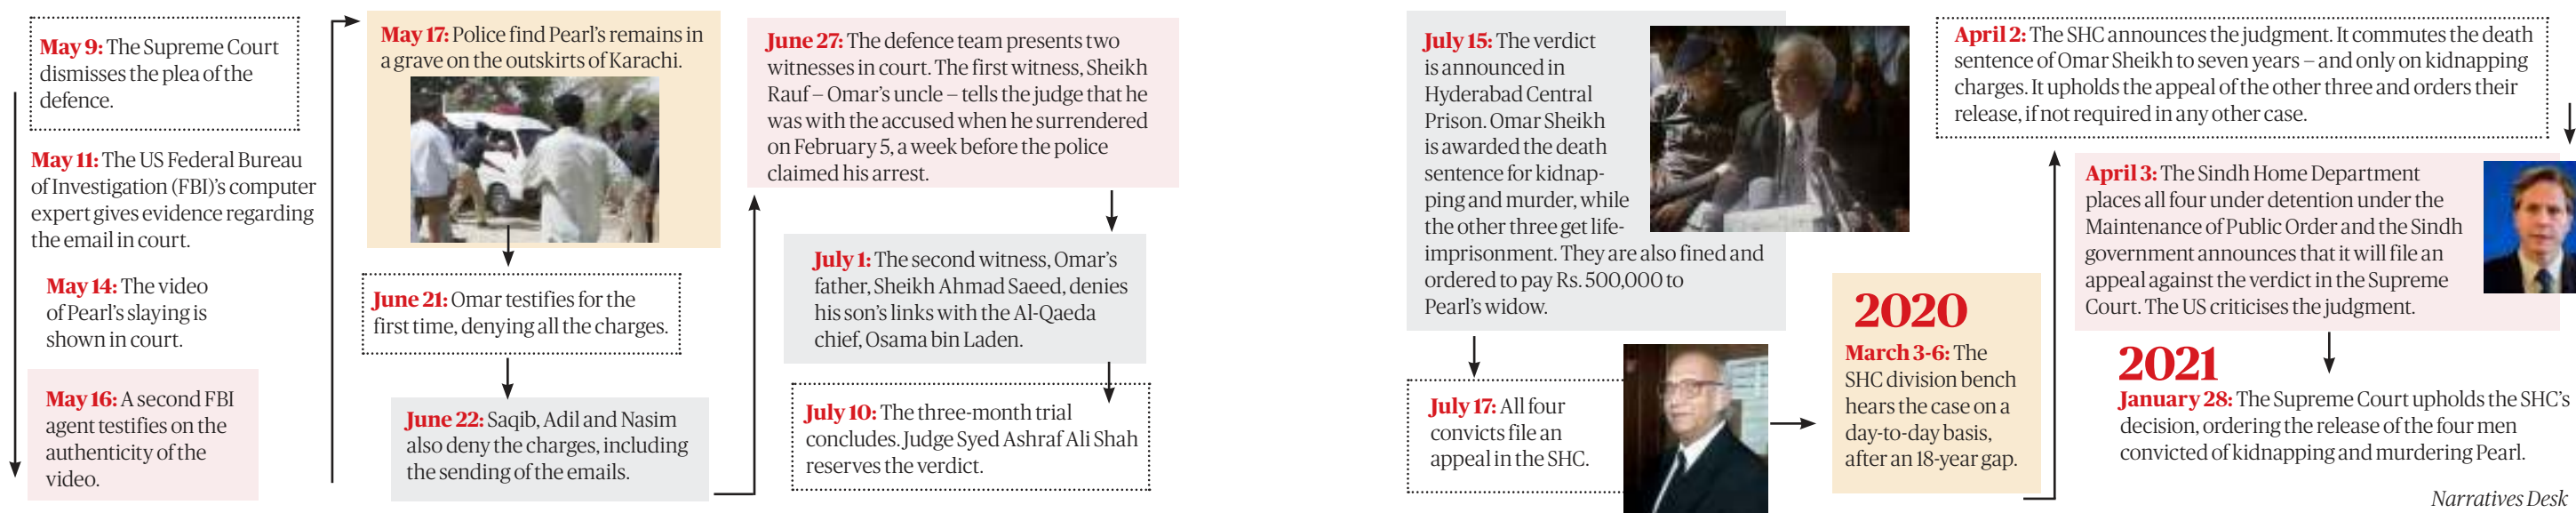 May 9: The Supreme Court
dismisses the plea of the
defence.
May 11: The US Federal Bureau
of Investigation (FBI)'s computer
expert gives evidence regarding
the email in court.
May 14: The video
of Pearl's slaying is
shown in court.
May 16: A second FBI
agent testifies on the
authenticity of the
video.
May 17: Police find Pearl's remains in
a grave on the outskirts of Karachi.
June 21: Omar testifies for the
first time, denying all the charges.
June 22: Saqib, Adil and Nasim
also deny the charges, including
the sending of the emails.
June 27: The defence team presents two
witnesses in court. The first witness, Sheikh
Rauf – Omar's uncle – tells the judge that he
was with the accused when he surrendered
on February 5, a week before the police
claimed his arrest.
July 1: The second witness, Omar's
father, Sheikh Ahmad Saeed, denies
his son's links with the Al-Qaeda
chief, Osama bin Laden.
July 10: The three-month trial
concludes. Judge Syed Ashraf Ali Shah
reserves the verdict.
July 15: The verdict
is announced in
Hyderabad Central
Prison. Omar Sheikh
is awarded the death
sentence for kidnap-
ping and murder, while
the other three get life-
imprisonment. They are also fined and
ordered to pay Rs. 500,000 to
Pearl's widow.
July 17: All four
convicts file an
appeal in the SHC.
2020
March 3-6: The
SHC division bench
hears the case on a
day-to-day basis,
after an 18-year gap.
April 2: The SHC announces the judgment. It commutes the death
sentence of Omar Sheikh to seven years – and only on kidnapping
charges. It upholds the appeal of the other three and orders their
release, if not required in any other case.
April 3: The Sindh Home Department
places all four under detention under the
Maintenance of Public Order and the Sindh
government announces that it will file an
appeal against the verdict in the Supreme
Court. The US criticises the judgment.
2021
January 28: The Supreme Court upholds the SHC's
decision, ordering the release of the four men
convicted of kidnapping and murdering Pearl.
Narratives Desk